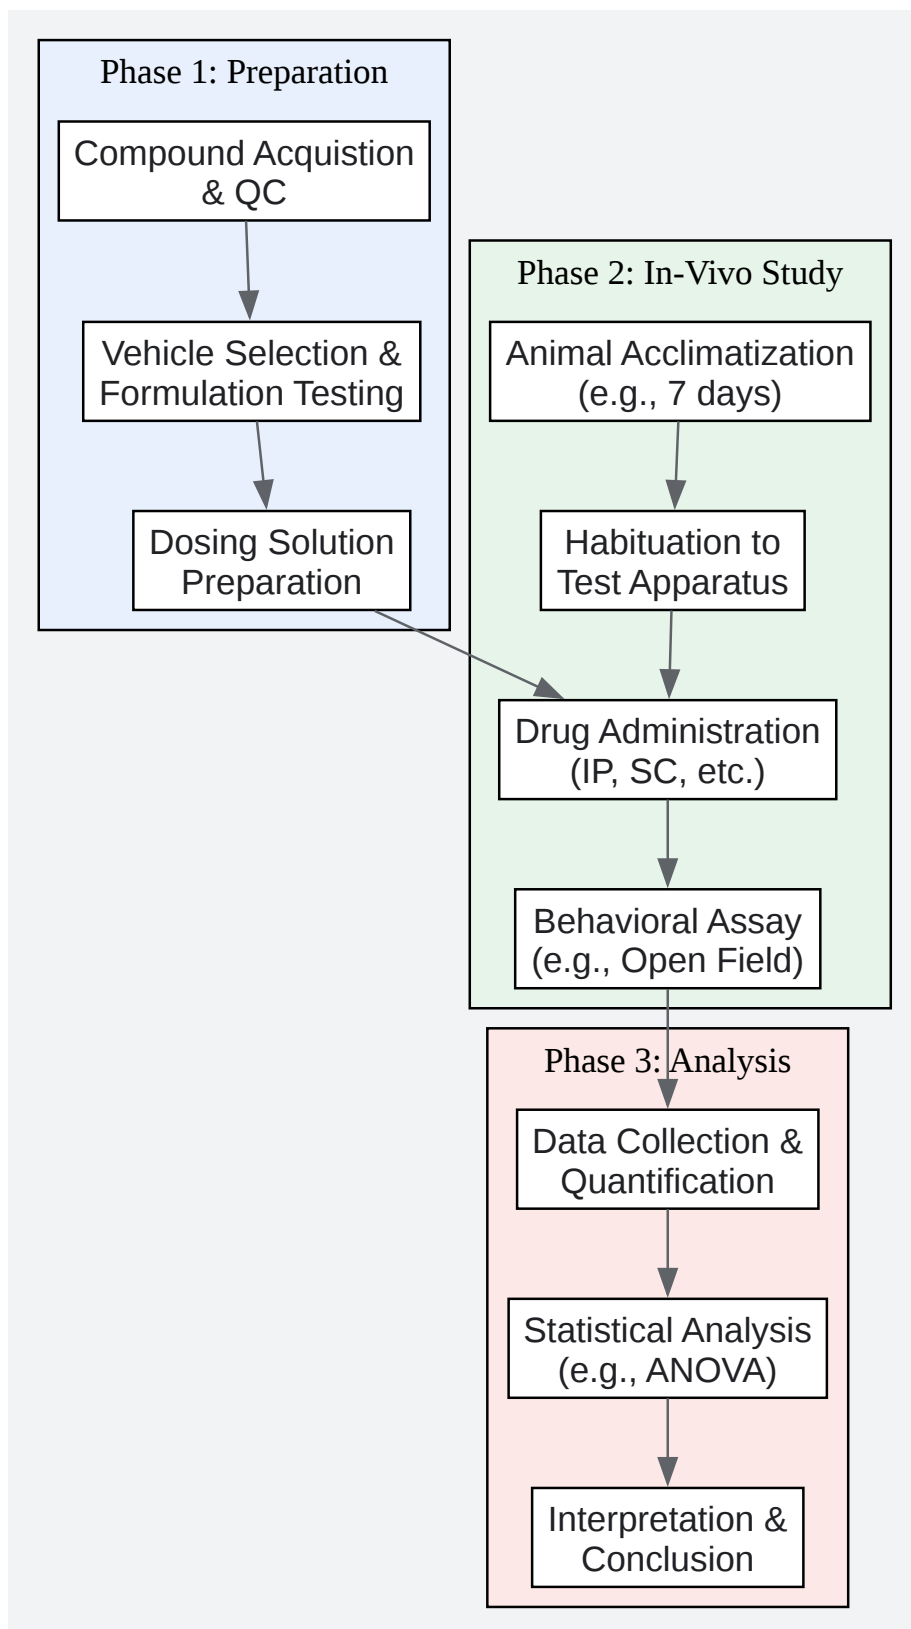 Phase 1: Preparation
Compound Acquistion
& QC
Vehicle Selection &
Formulation Testing
Dosing Solution
Preparation
Phase 2: In-Vivo Study
Animal Acclimatization
(e.g., 7 days)
Habituation to
Test Apparatus
Drug Administration
(IP, SC, etc.)
Behavioral Assay
(e.g., Open Field)
Phase 3: Analysis
Data Collection &
Quantification
Statistical Analysis
(e.g., ANOVA)
Interpretation &
Conclusion